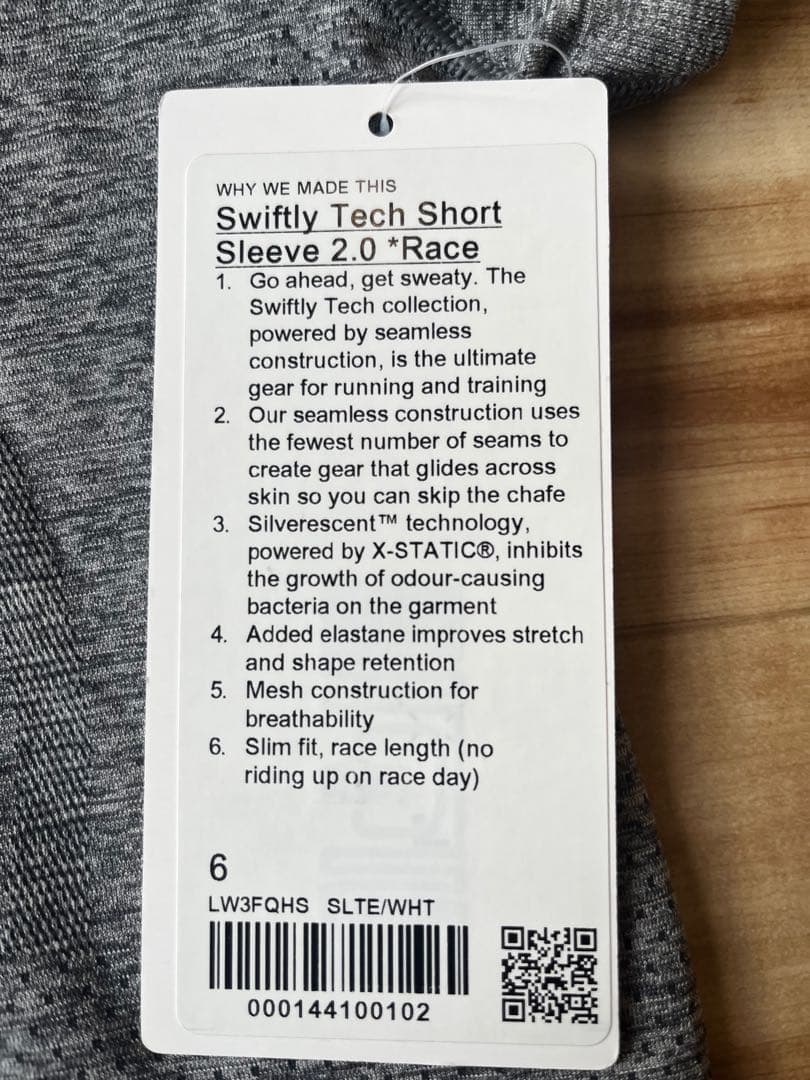 WHY WE MADE THIS
Swiftly Tech Short
Sleeve 2.0 *Race
1. Go ahead, get sweaty. The
Swiftly Tech collection,
powered by seamless
construction, is the ultimate
gear for running and training
2. Our seamless construction uses
the fewest number of seams to
create gear that glides across
skin so you can skip the chafe
3. Silverescent™ technology,
powered by X-STATIC®, inhibits
the growth of odour-causing
bacteria on the garment
4. Added elastane improves stretch
and shape retention
5. Mesh construction for
breathability
6. Slim fit, race length (no
riding up on race day)
6
LW3FQHS SLTE/WHT
000144100102